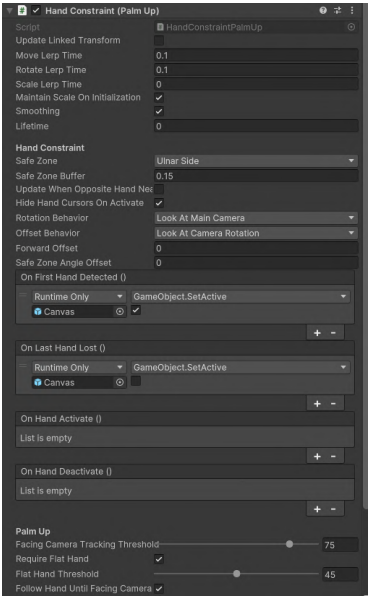 Hand Constraint (Palm Up)
Script HandConstraintPalmUp
Update Linked Transform
Move Lerp Time 0.1
Rotate Lerp Time 0.1
Scale Lerp Time 0
Maintain Scale On Initialization
Smoothing
Lifetime 0
Hand Constraint
Safe Zone Ulnar Side
Safe Zone Buffer 0.15
Update When Opposite Hand Nea
Hide Hand Cursors On Activate
Rotation Behavior Look At Main Camera
Offset Behavior Look At Camera Rotation
Forward Offset 0
Safe Zone Angle Offset 0
On First Hand Detected ()
Runtime Only GameObject.SetActive
Canvas
+ -
On Last Hand Lost ()
Runtime Only GameObject.SetActive
Canvas
+ -
On Hand Activate ()
List is empty
+ -
On Hand Deactivate ()
List is empty
+ -
Palm Up
Facing Camera Tracking Threshold 75
Require Flat Hand
Flat Hand Threshold 45
Follow Hand Until Facing Camera